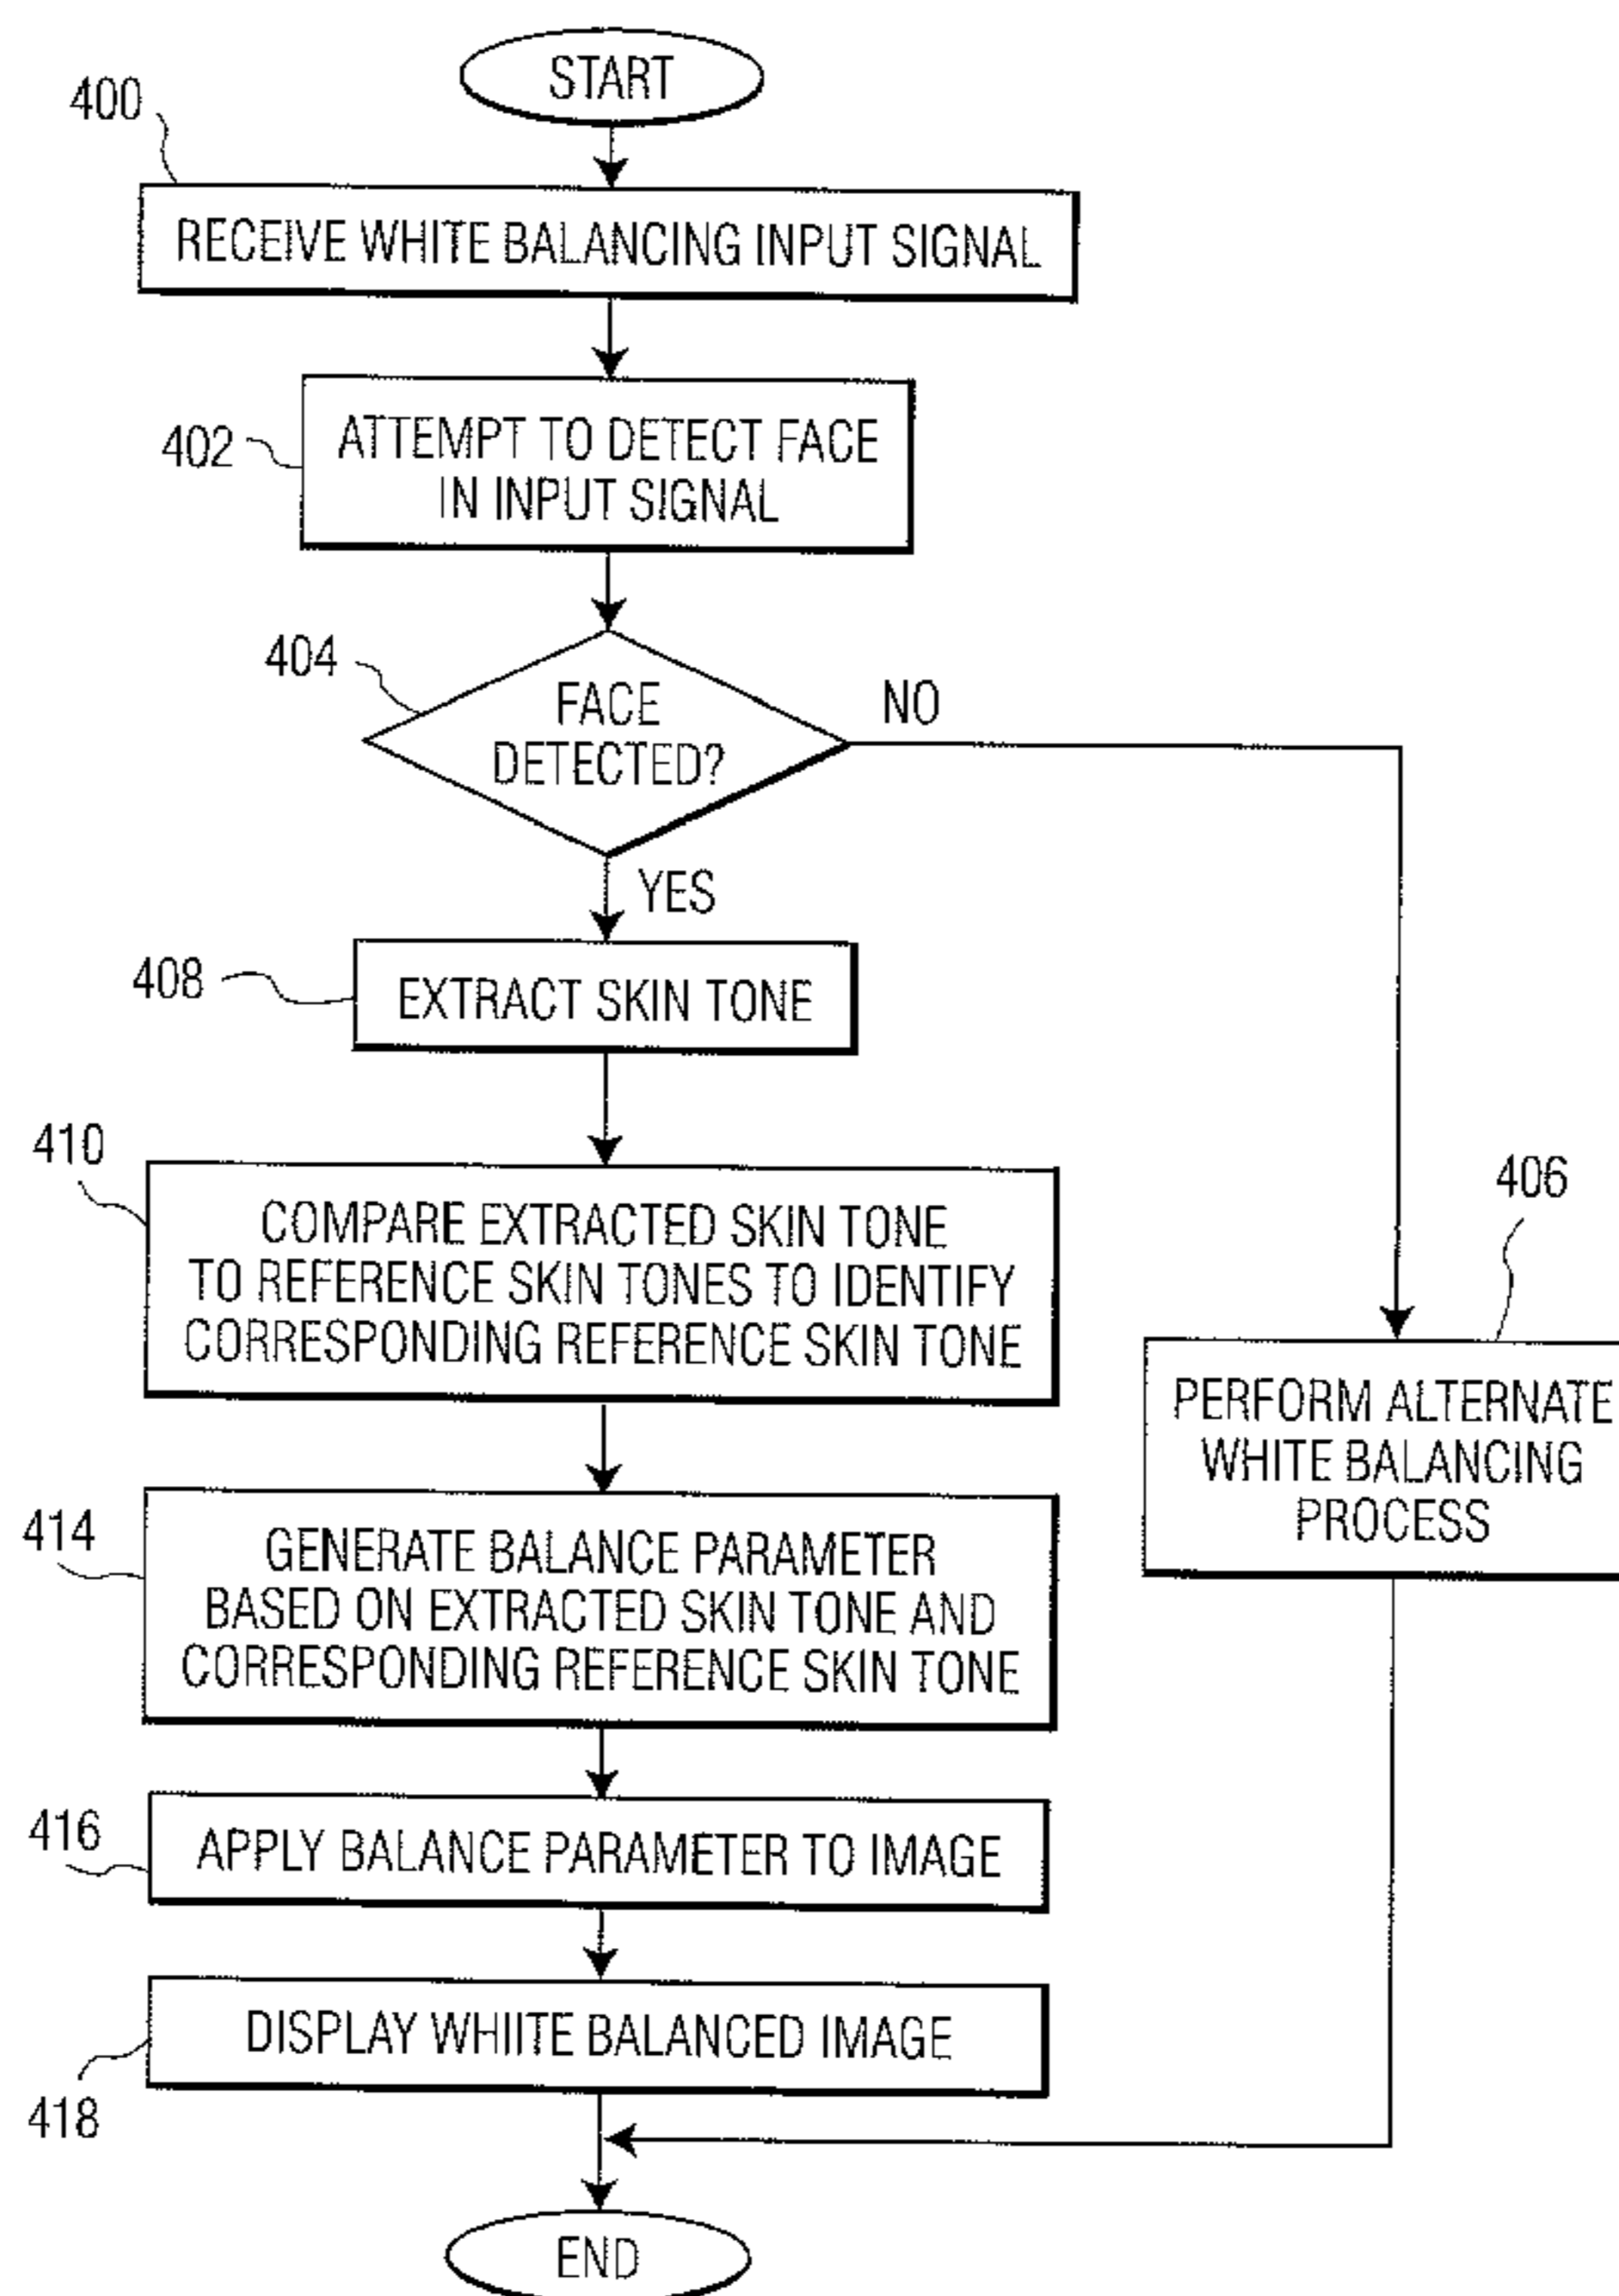 START
400
RECEIVE WHITE BALANCING INPUT SIGNAL
402
ATTEMPT TO DETECT FACE
IN INPUT SIGNAL
404
FACE
DETECTED?
NO
YES
408
EXTRACT SKIN TONE
410
COMPARE EXTRACTED SKIN TONE
TO REFERENCE SKIN TONES TO IDENTIFY
CORRESPONDING REFERENCE SKIN TONE
406
PERFORM ALTERNATE
WHITE BALANCING
PROCESS
414
GENERATE BALANCE PARAMETER
BASED ON EXTRACTED SKIN TONE AND
CORRESPONDING REFERENCE SKIN TONE
416
APPLY BALANCE PARAMETER TO IMAGE
DISPLAY WHIITE BALANCED IMAGE
418
END